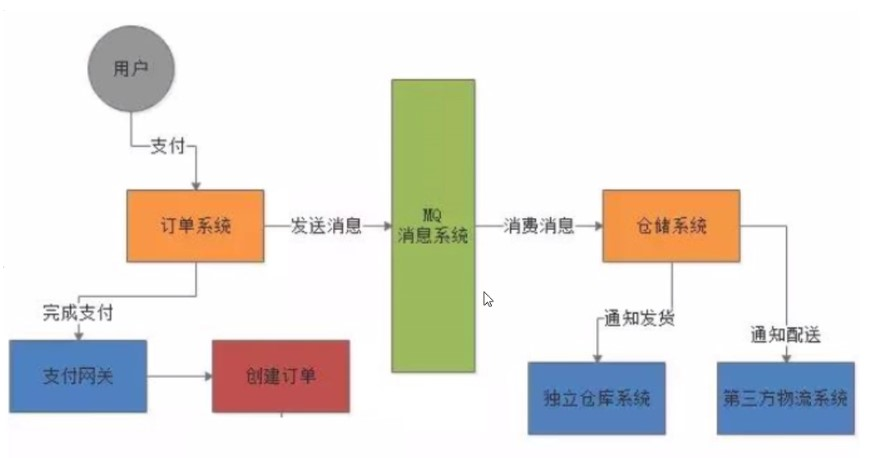 用户
支付
订单系统
发送消息
MQ
消息系统
消费消息
仓储系统
完成支付
通知发货
通知配送
支付网关
创建订单
独立仓库系统
第三方物流系统